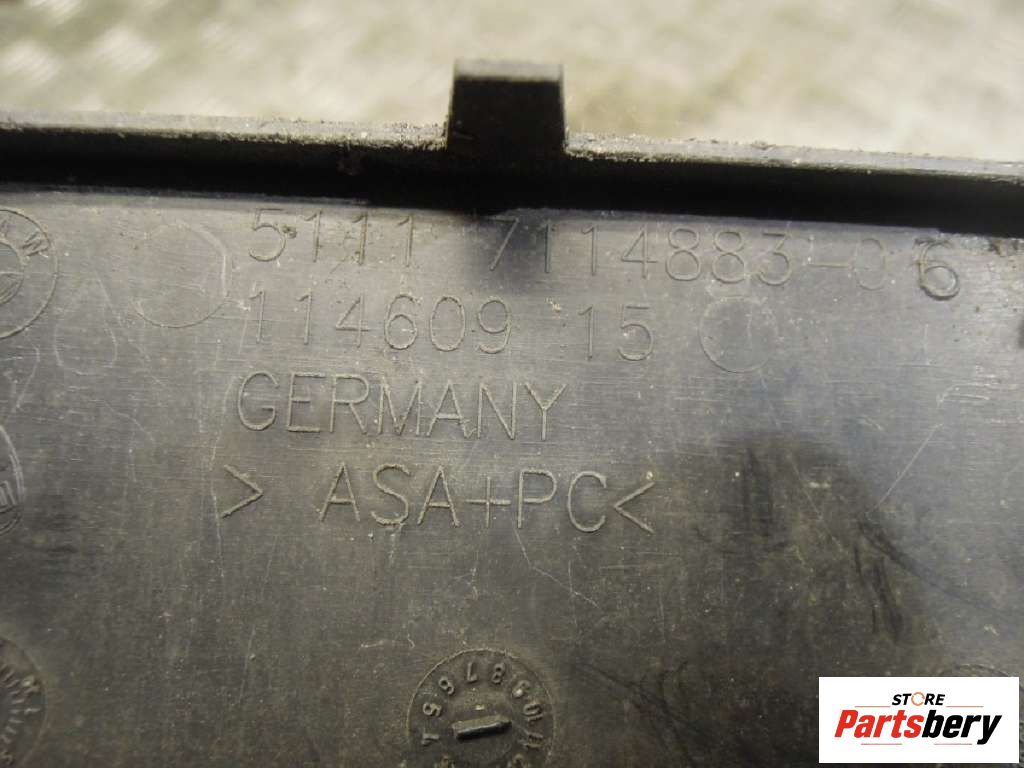 5111 7114883-06
114609 15
GERMANY
> ASA+PC<
STORE
Partsbery